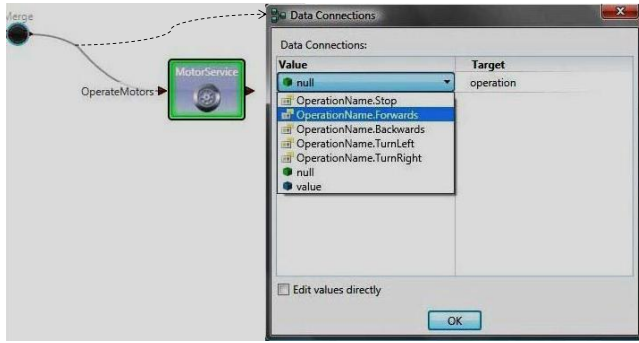 Merge
MotorService
OperateMotors
Data Connections
Data Connections:
Value Target
null operation
OperationName.Stop
OperationName.Forwards
OperationName.Backwards
OperationName.TurnLeft
OperationName.TurnRight
null
value
Edit values directly
OK